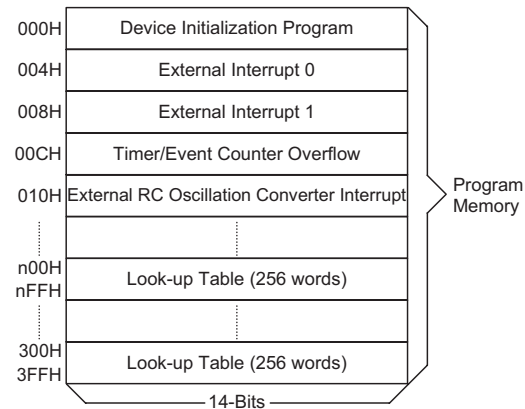 000H Device Initialization Program
004H External Interrupt 0
008H External Interrupt 1
00CH Timer/Event Counter Overflow
010H External RC Oscillation Converter Interrupt
Program
Memory
n00H
nFFH
Look-up Table (256 words)
300H
3FFH
Look-up Table (256 words)
14-Bits